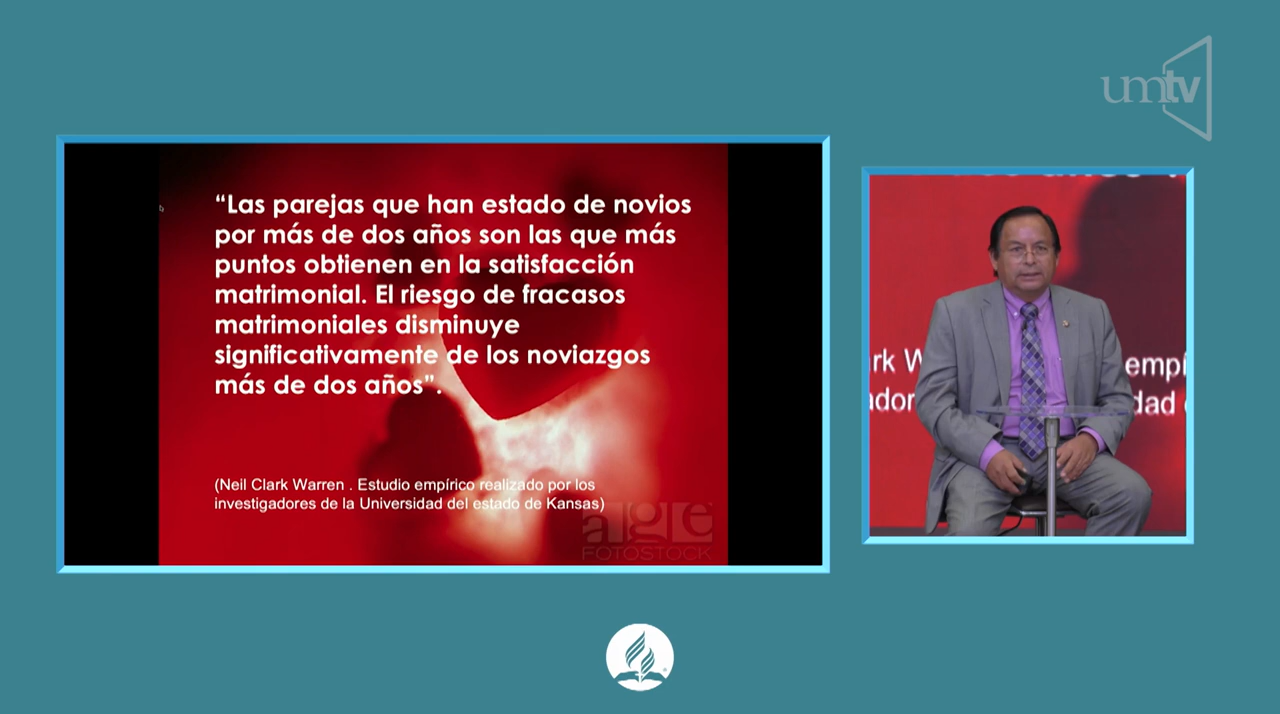 umtv
“Las parejas que han estado de novios
por más de dos años son las que más
puntos obtienen en la satisfacción
matrimonial. El riesgo de fracasos
matrimoniales disminuye
significativamente de los noviazgos
más de dos años”.
(Neil Clark Warren . Estudio empírico realizado por los
investigadores de la Universidad del estado de Kansas)
age
FOTOSTOCK